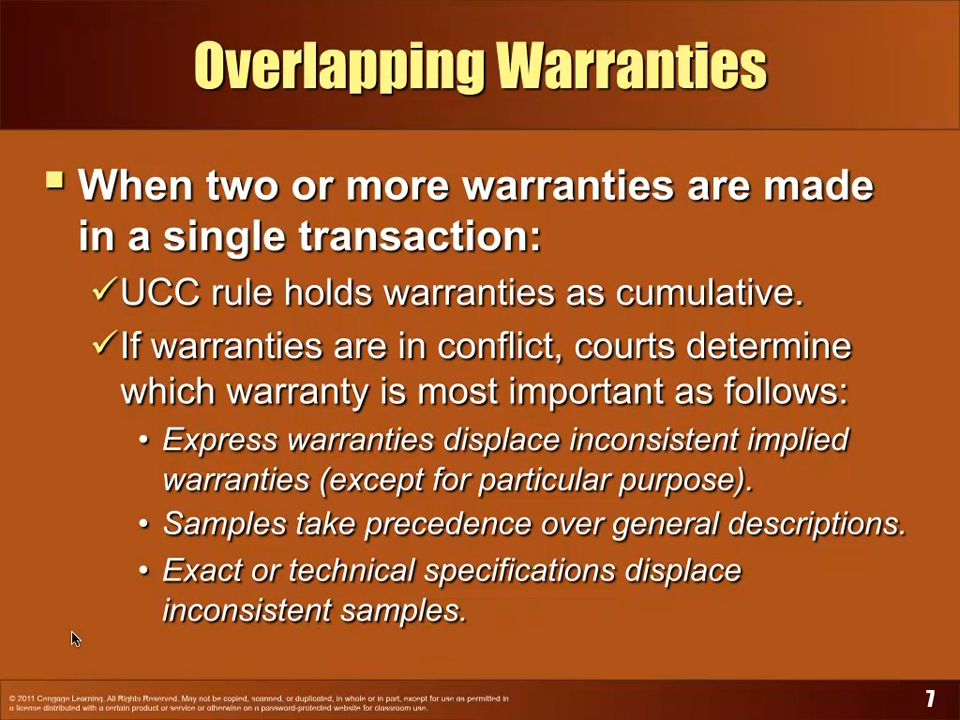 Overlapping Warranties
When two or more warranties are made
in a single transaction:
UCC rule holds warranties as cumulative.
If warranties are in conflict, courts determine
which warranty is most important as follows:
• Express warranties displace inconsistent implied
warranties (except for particular purpose).
• Samples take precedence over general descriptions.
• Exact or technical specifications displace
inconsistent samples.
© 2011 Cengage Learning. All Rights Reserved. May not be copied, scanned, or duplicated, in whole or in part, except for use as permitted in
a license distributed with a certain product or service or otherwise on a password-protected website for classroom use.
7